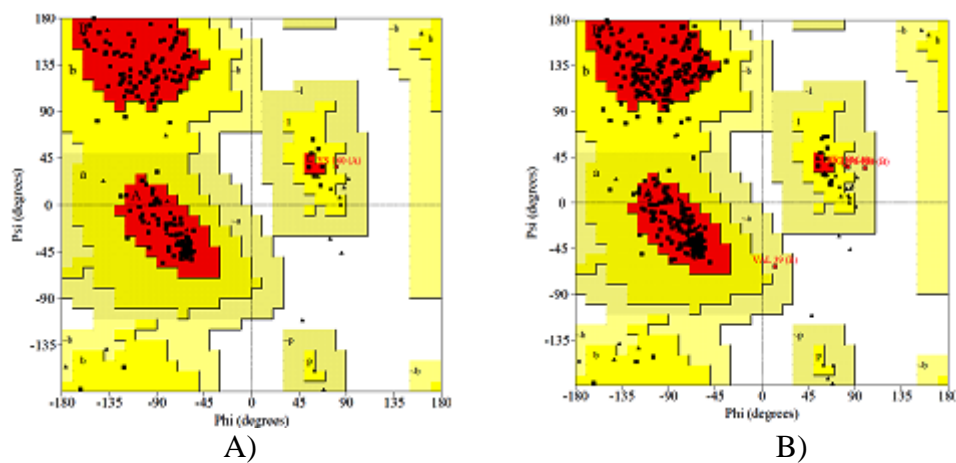 180
135
90
45
0
-45
-90
-135
-180 -135 -90 -45 0 45 90 135 180
Psi (degrees)
Phi (degrees)
b
~b
~l
l
a
A
~a
~b
b
~p
p
~b
b
~b
A)
180
135
90
45
0
-45
-90
-135
-180 -135 -90 -45 0 45 90 135 180
Psi (degrees)
Phi (degrees)
b
~b
~l
l
a
~a
~b
b
~p
p
~b
b
~b
B)